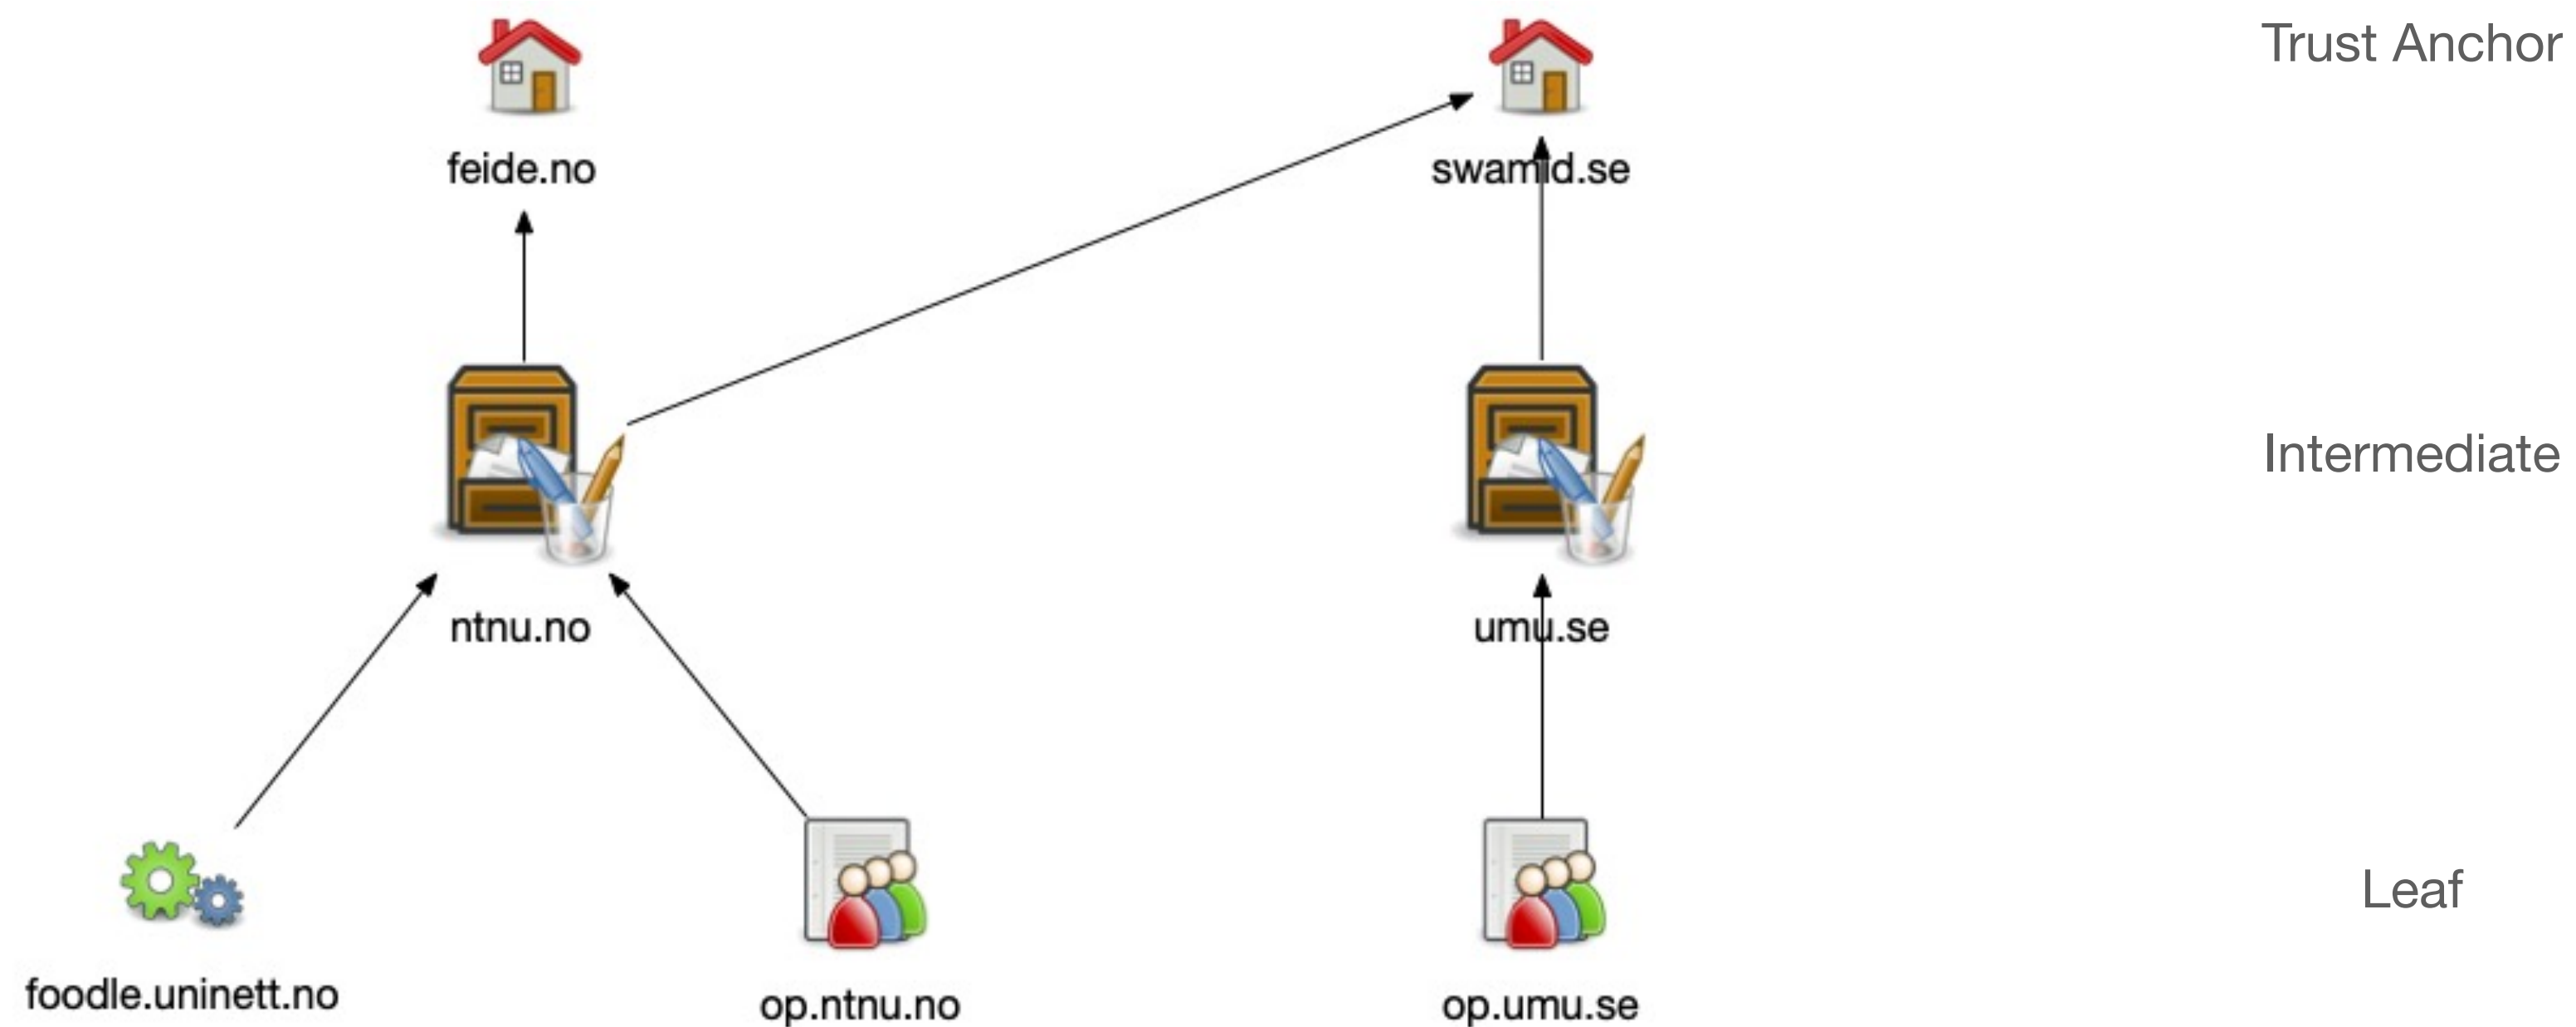 Trust Anchor
feide.no
swamid.se
Intermediate
ntnu.no
umu.se
Leaf
foodle.uninett.no
op.ntnu.no
op.umu.se